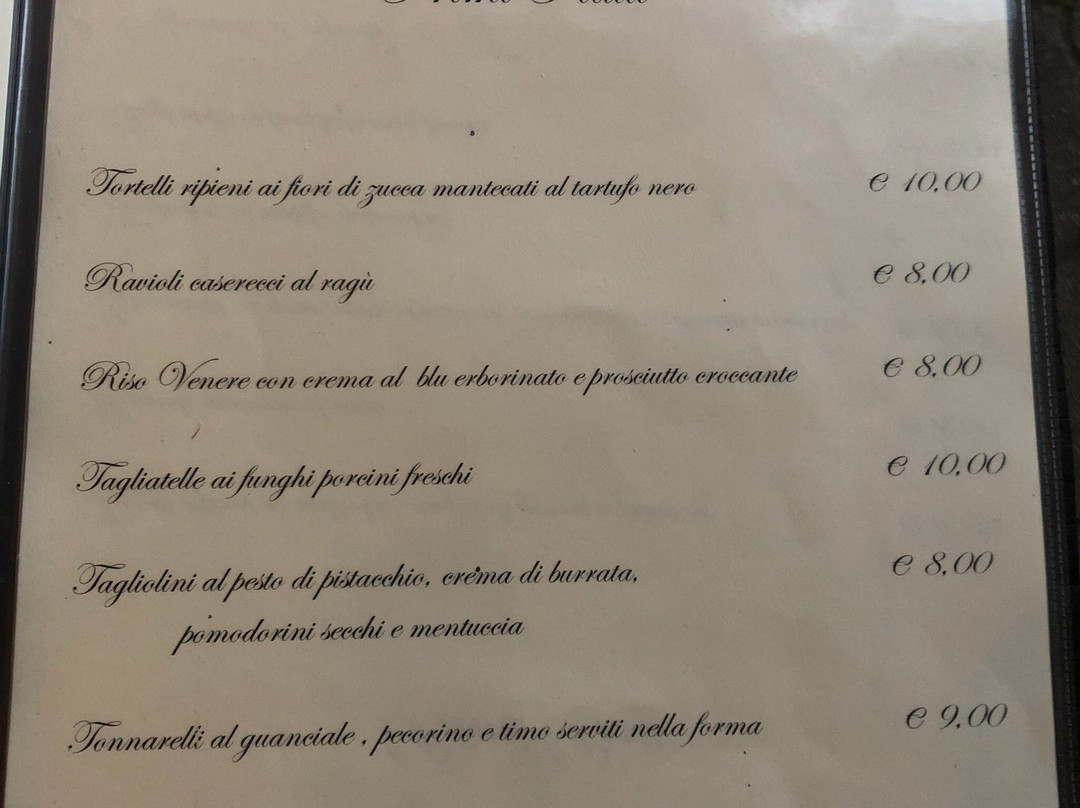 Tortelli ripieni ai fiori di zucca mantecati al tartufo nero € 10,00
Ravioli caserecci al ragù € 8,00
Riso Venere con crema al blu erborinato e prosciutto croccante € 8,00
Tagliatelle ai funghi porcini freschi € 10,00
Tagliolini al pesto di pistacchio, crema di burrata, € 8,00
pomodorini secchi e mentuccia
Tonnarelli al guanciale , pecorino e timo serviti nella forma € 9,00